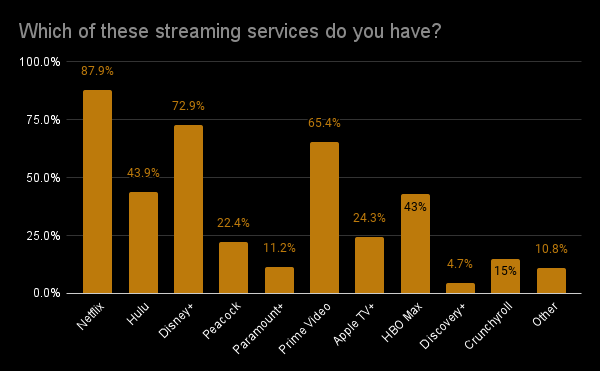 Which of these streaming services do you have?
100.0%
75.0%
50.0%
25.0%
0.0%
87.9%
43.9%
72.9%
22.4%
11.2%
65.4%
24.3%
43%
4.7%
15%
10.8%
Netflix
Hulu
Disney+
Peacock
Paramount+
Prime Video
Apple TV+
HBO Max
Discovery+
Crunchyroll
Other